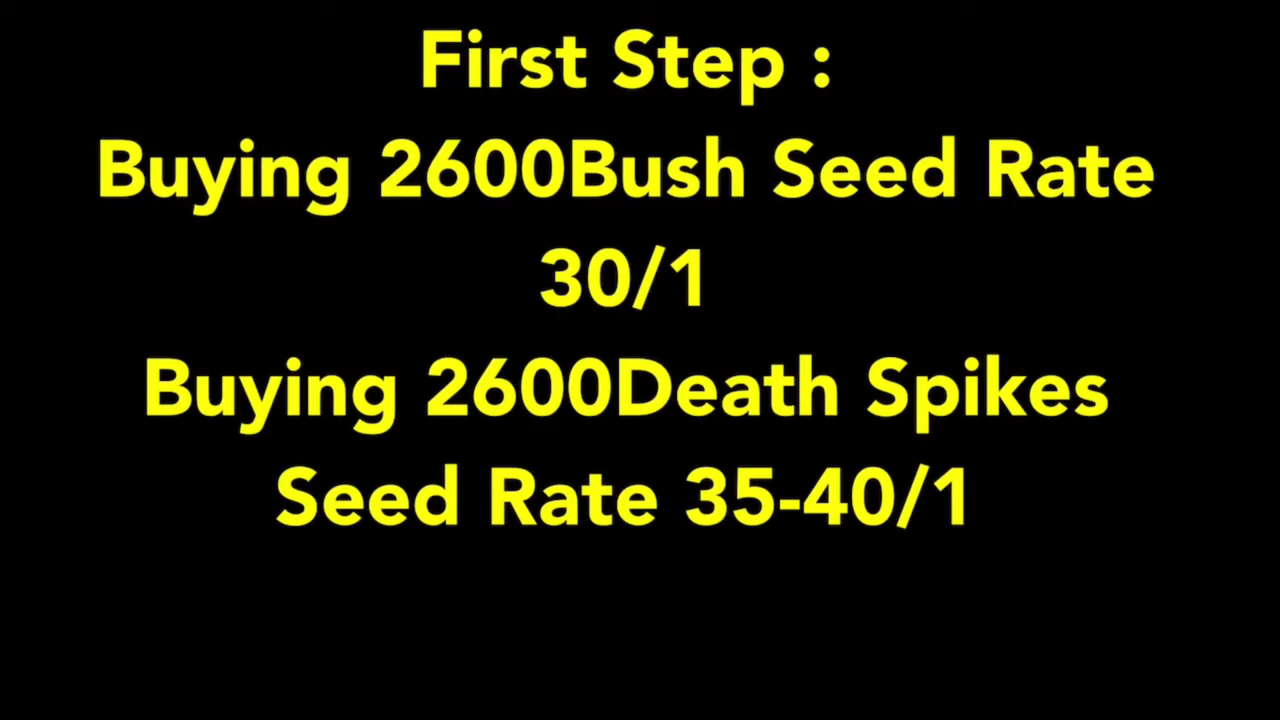 First Step :
Buying 2600Bush Seed Rate
30/1
Buying 2600Death Spikes
Seed Rate 35-40/1